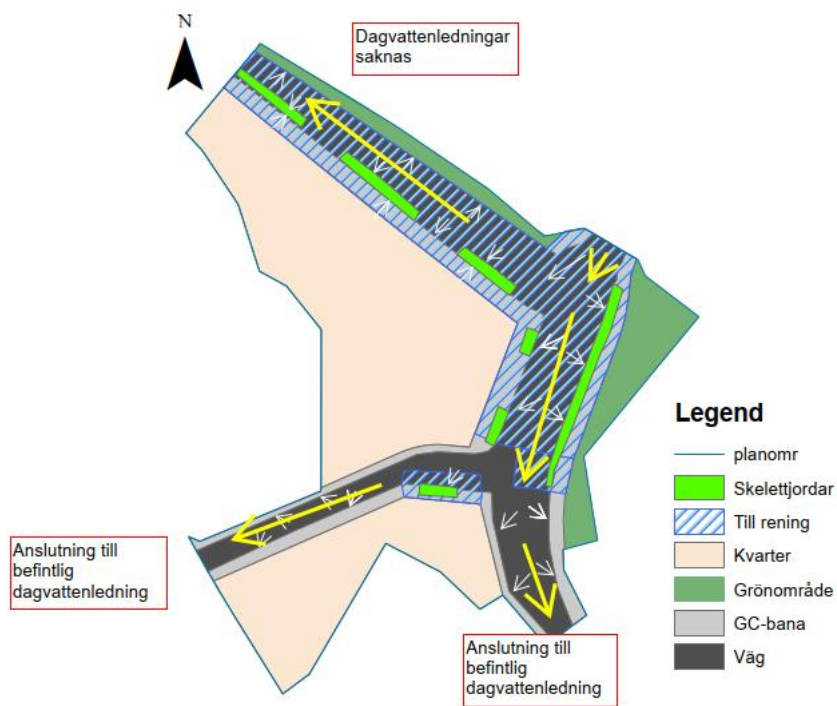 N
Dagvattenledningar
saknas
Legend
planomr
Skelettjordar
Till rening
Kvarter
Grönområde
GC-bana
Väg
Anslutning till
befintlig
dagvattenledning
Anslutning till
befintlig
dagvattenledning